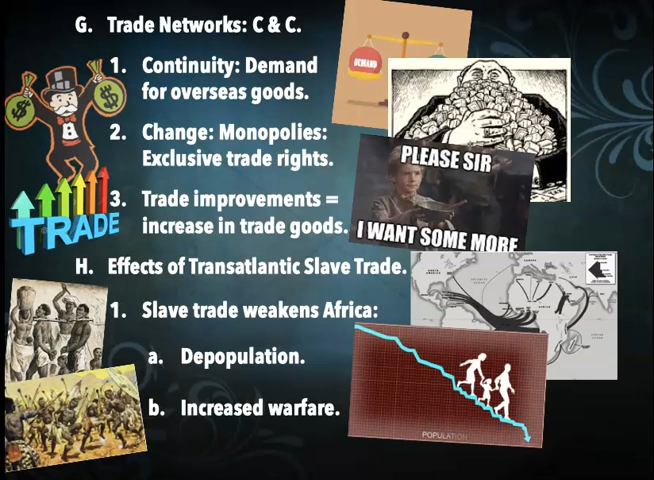 G. Trade Networks: C & C.
1. Continuity: Demand
for overseas goods.
2. Change: Monopolies:
Exclusive trade rights.
3. Trade improvements =
increase in trade goods.
H. Effects of Transatlantic Slave Trade.
1. Slave trade weakens Africa:
a. Depopulation.
b. Increased warfare.
$
$
TRADE
DEMAND
PLEASE SIR
I WANT SOME MORE
POPULATION